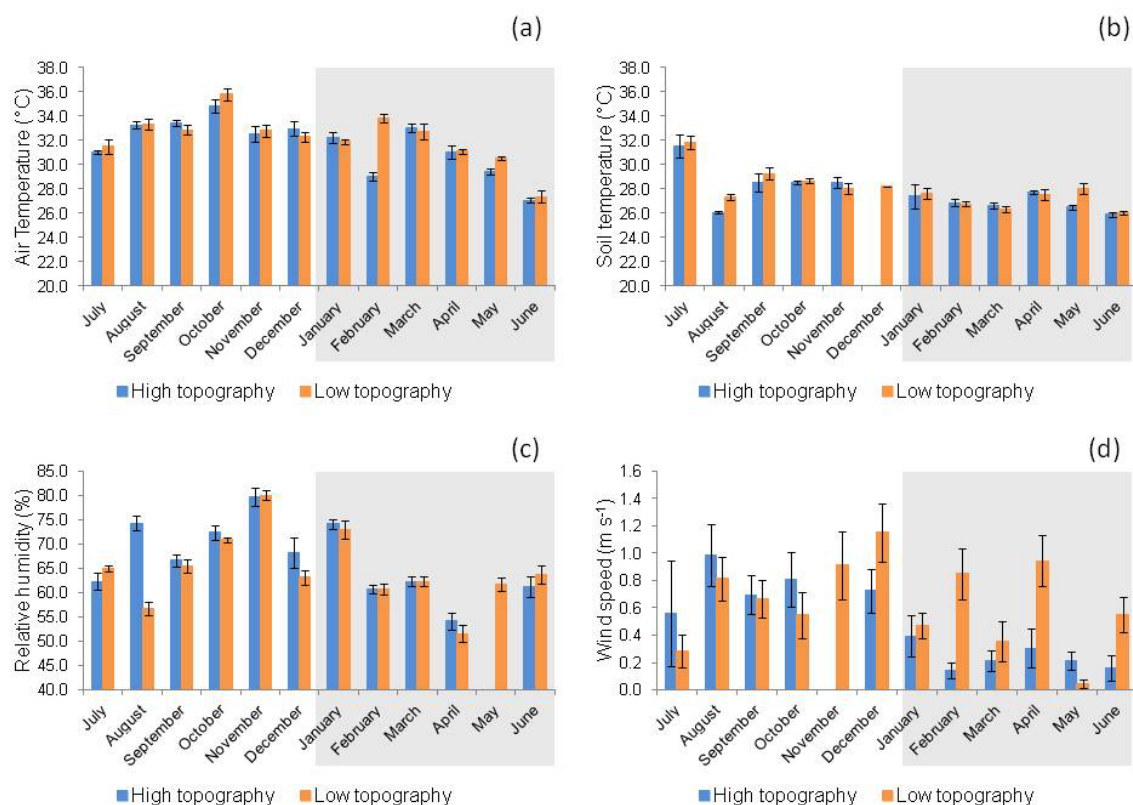 (a)
Air Temperature (°C)
38.0
36.0
34.0
32.0
30.0
28.0
26.0
24.0
22.0
20.0
July
August
September
October
November
December
January
February
March
April
May
June
High topography
Low topography
(b)
Soil temperature (°C)
38.0
36.0
34.0
32.0
30.0
28.0
26.0
24.0
22.0
20.0
July
August
September
October
November
December
January
February
March
April
May
June
High topography
Low topography
(c)
Relative humidity (%)
85.0
80.0
75.0
70.0
65.0
60.0
55.0
50.0
45.0
40.0
July
August
September
October
November
December
January
February
March
April
May
June
High topography
Low topography
(d)
Wind speed (m s⁻¹)
1.6
1.4
1.2
1.0
0.8
0.6
0.4
0.2
0.0
July
August
September
October
November
December
January
February
March
April
May
June
High topography
Low topography